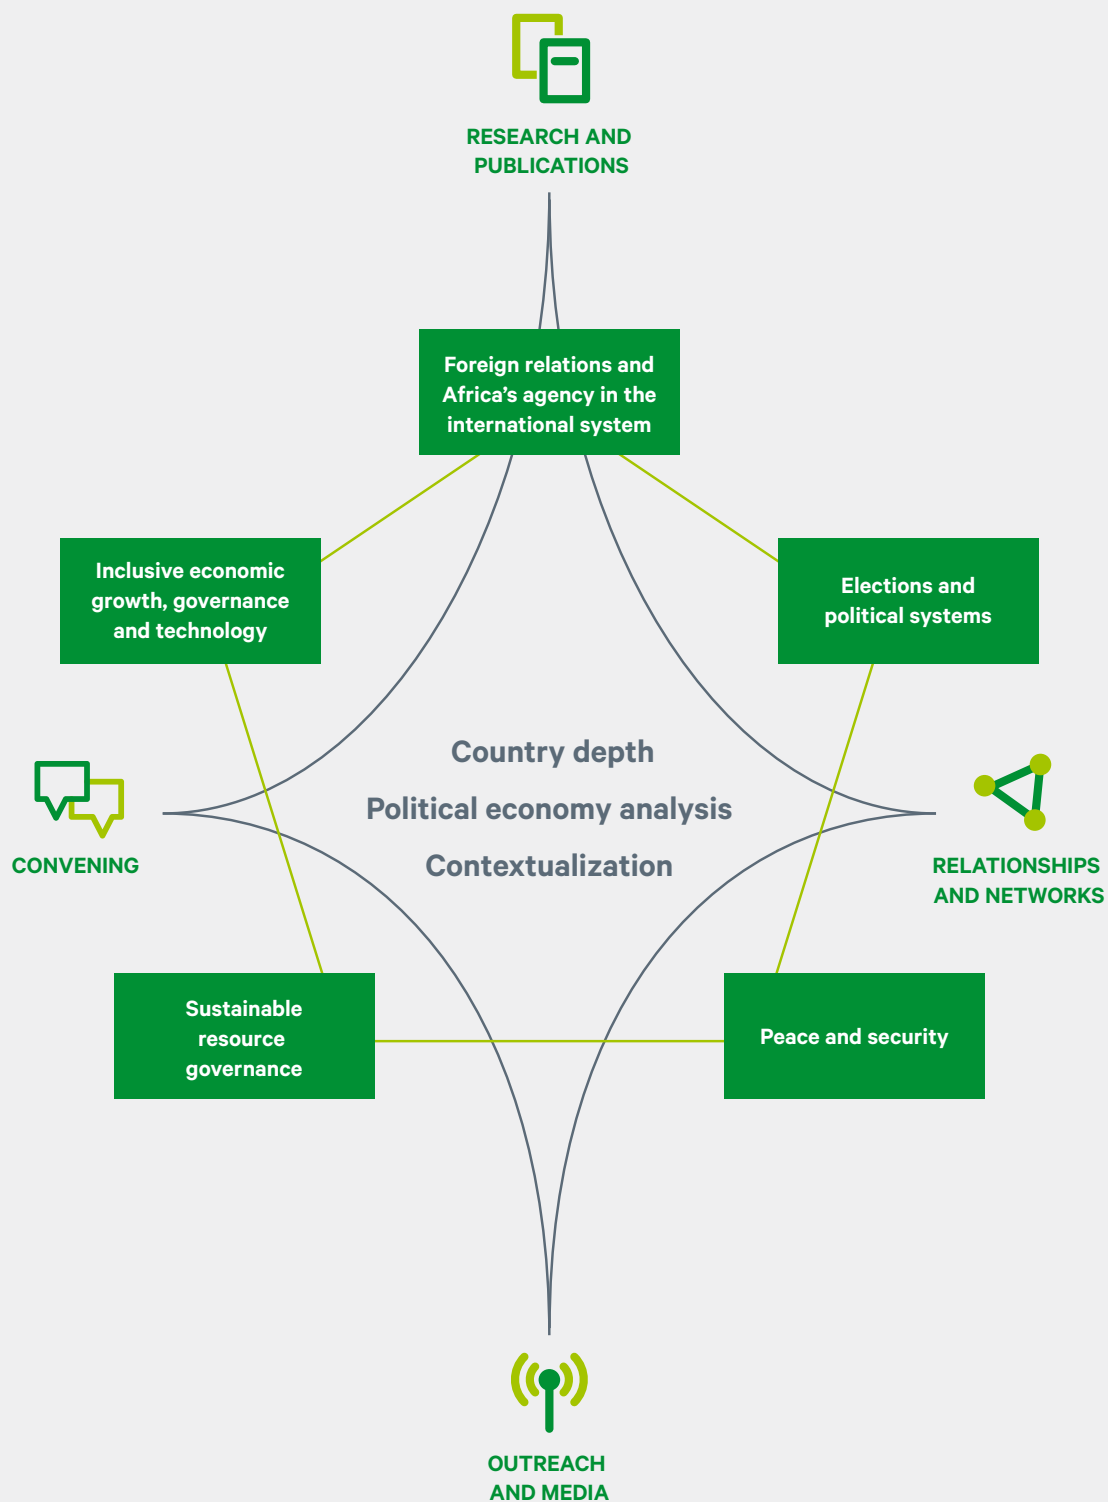 RESEARCH AND
PUBLICATIONS
Foreign relations and
Africa’s agency in the
international system
Inclusive economic
growth, governance
and technology
Elections and
political systems
Country depth
Political economy analysis
Contextualization
CONVENING
RELATIONSHIPS
AND NETWORKS
Sustainable
resource
governance
Peace and security
OUTREACH
AND MEDIA